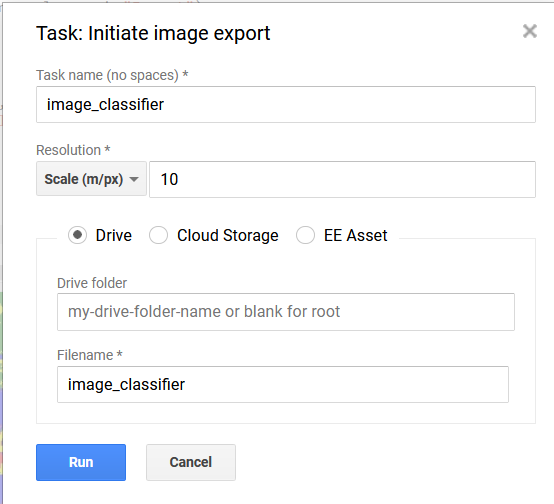 Task: Initiate image export
Task name (no spaces) *
image_classifier
Resolution *
Scale (m/px) 10
Drive Cloud Storage EE Asset
Drive folder
my-drive-folder-name or blank for root
Filename *
image_classifier
Run Cancel